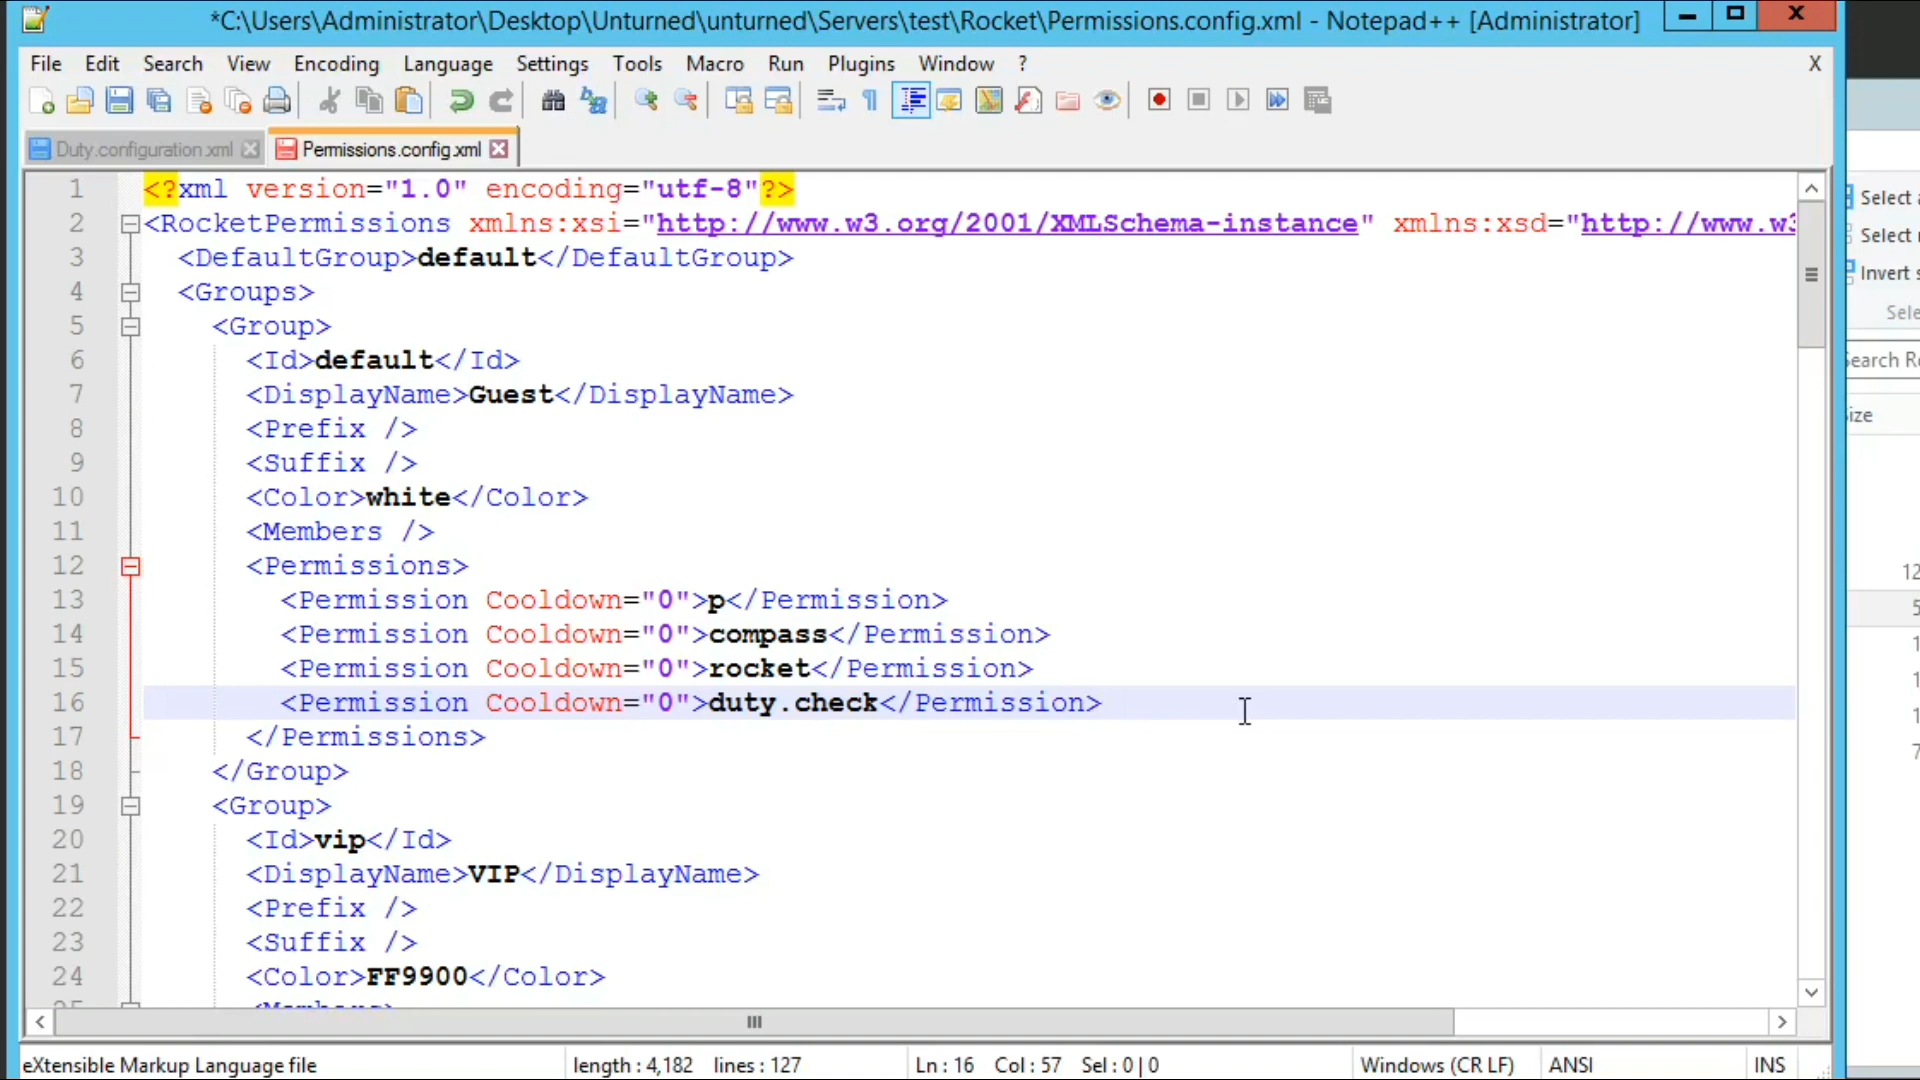 *C:\Users\Administrator\Desktop\Unturned\unturned\Servers\test\Rocket\Permissions.config.xml - Notepad++ [Administrator]
File Edit Search View Encoding Language Settings Tools Macro Run Plugins Window ? X
Duty.configuration.xml Permissions.config.xml
1 <?xml version="1.0" encoding="utf-8"?>
2 <RocketPermissions xmlns:xsi="http://www.w3.org/2001/XMLSchema-instance" xmlns:xsd="http://www.w3
3 <DefaultGroup>default</DefaultGroup>
4 <Groups>
5 <Group>
6 <Id>default</Id>
7 <DisplayName>Guest</DisplayName>
8 <Prefix />
9 <Suffix />
10 <Color>white</Color>
11 <Members />
12 <Permissions>
13 <Permission Cooldown="0">p</Permission>
14 <Permission Cooldown="0">compass</Permission>
15 <Permission Cooldown="0">rocket</Permission>
16 <Permission Cooldown="0">duty.check</Permission>
17 </Permissions>
18 </Group>
19 <Group>
20 <Id>vip</Id>
21 <DisplayName>VIP</DisplayName>
22 <Prefix />
23 <Suffix />
24 <Color>FF9900</Color>
eXtensible Markup Language file length : 4,182 lines : 127 Ln : 16 Col : 57 Sel : 0 | 0 Windows (CR LF) ANSI INS
Select
Select
Invert